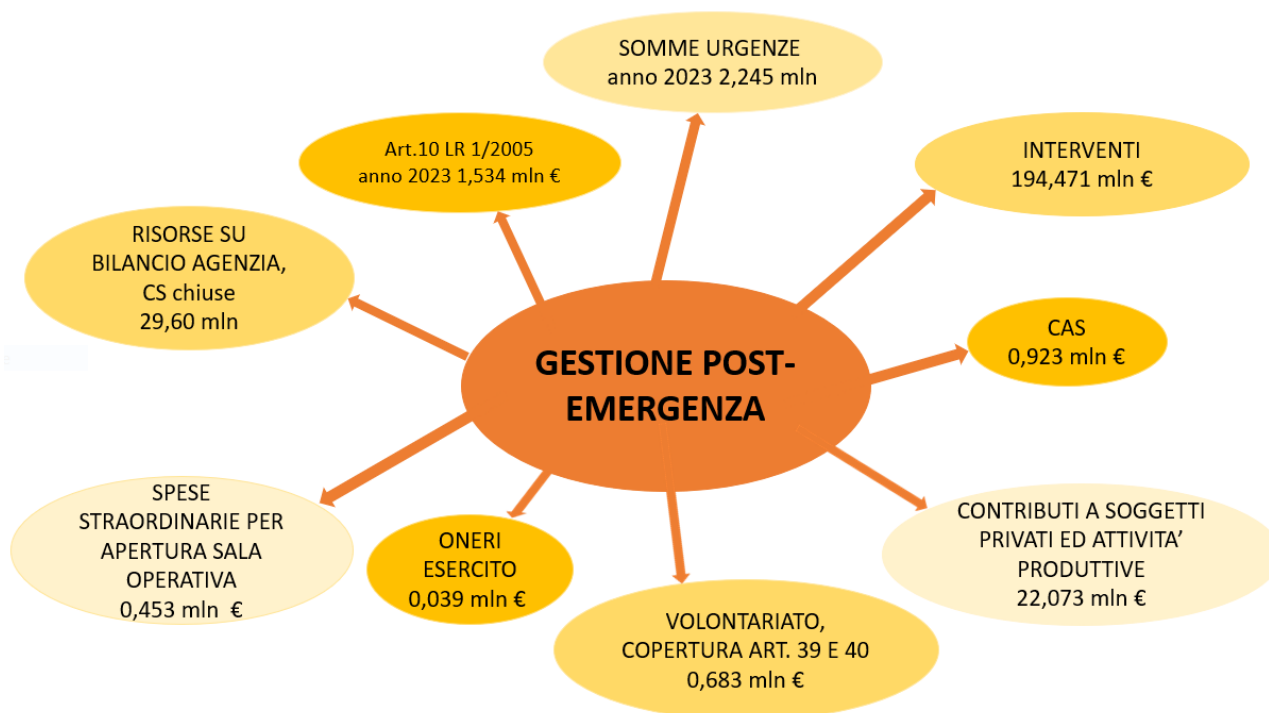 SOMME URGENZE
anno 2023 2,245 mln
Art.10 LR 1/2005
anno 2023 1,534 mln €
INTERVENTI
194,471 mln €
RISORSE SU
BILANCIO AGENZIA,
CS chiuse
29,60 mln
GESTIONE POST-
EMERGENZA
CAS
0,923 mln €
SPESE
STRAORDINARIE PER
APERTURA SALA
OPERATIVA
0,453 mln €
ONERI
ESERCITO
0,039 mln €
VOLONTARIATO,
COPERTURA ART. 39 E 40
0,683 mln €
CONTRIBUTI A SOGGETTI
PRIVATI ED ATTIVITA’
PRODUTTIVE
22,073 mln €